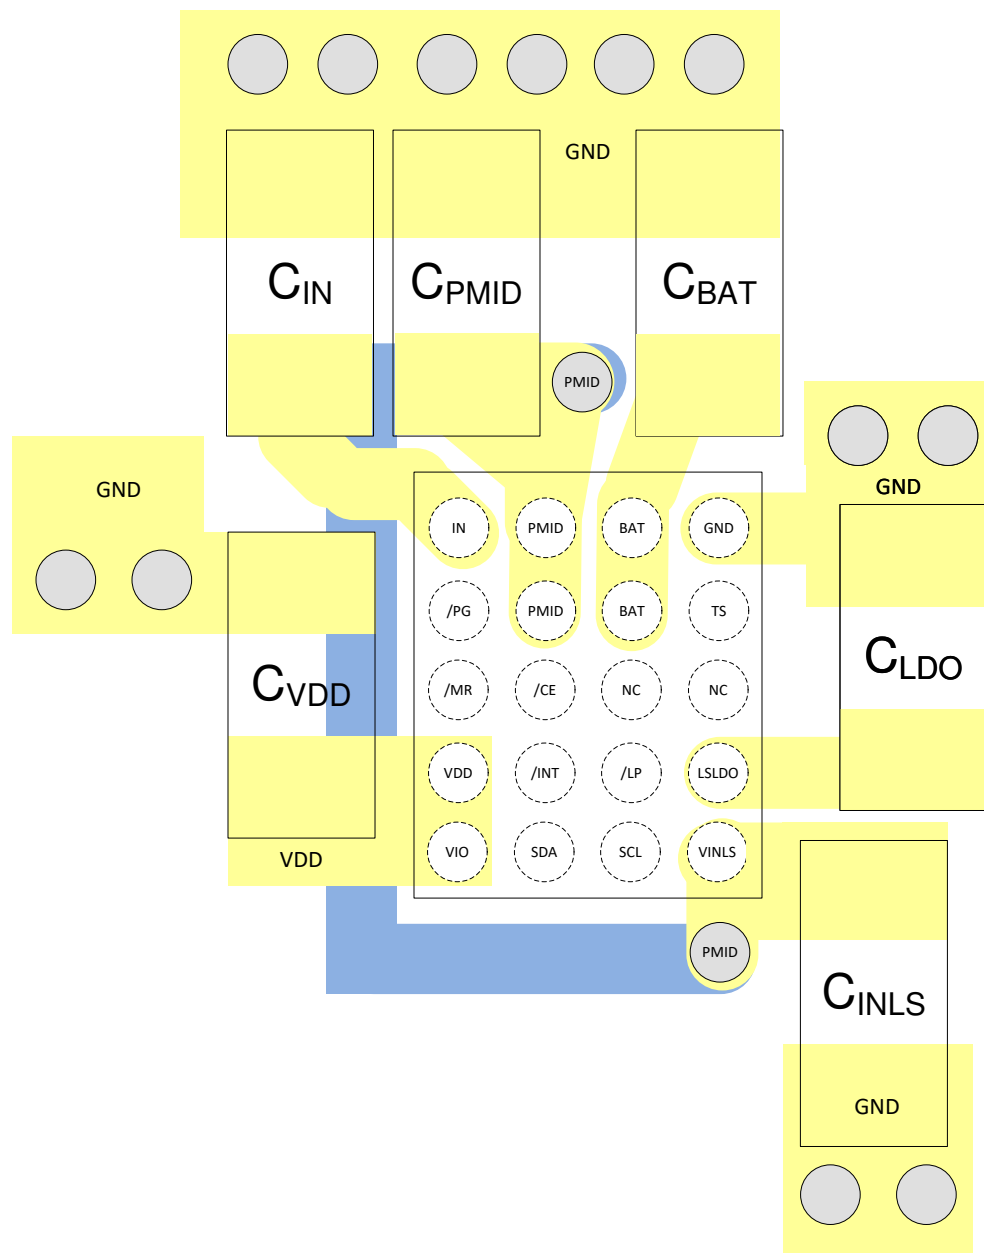 GND
CIN CPMID CBAT
PMID
GND
GND
IN PMID BAT GND
/PG PMID BAT TS
CLDO
CVDD
/MR /CE NC NC
VDD /INT /LP LSLDO
VIO SDA SCL VINLS
VDD
PMID
CINLS
GND